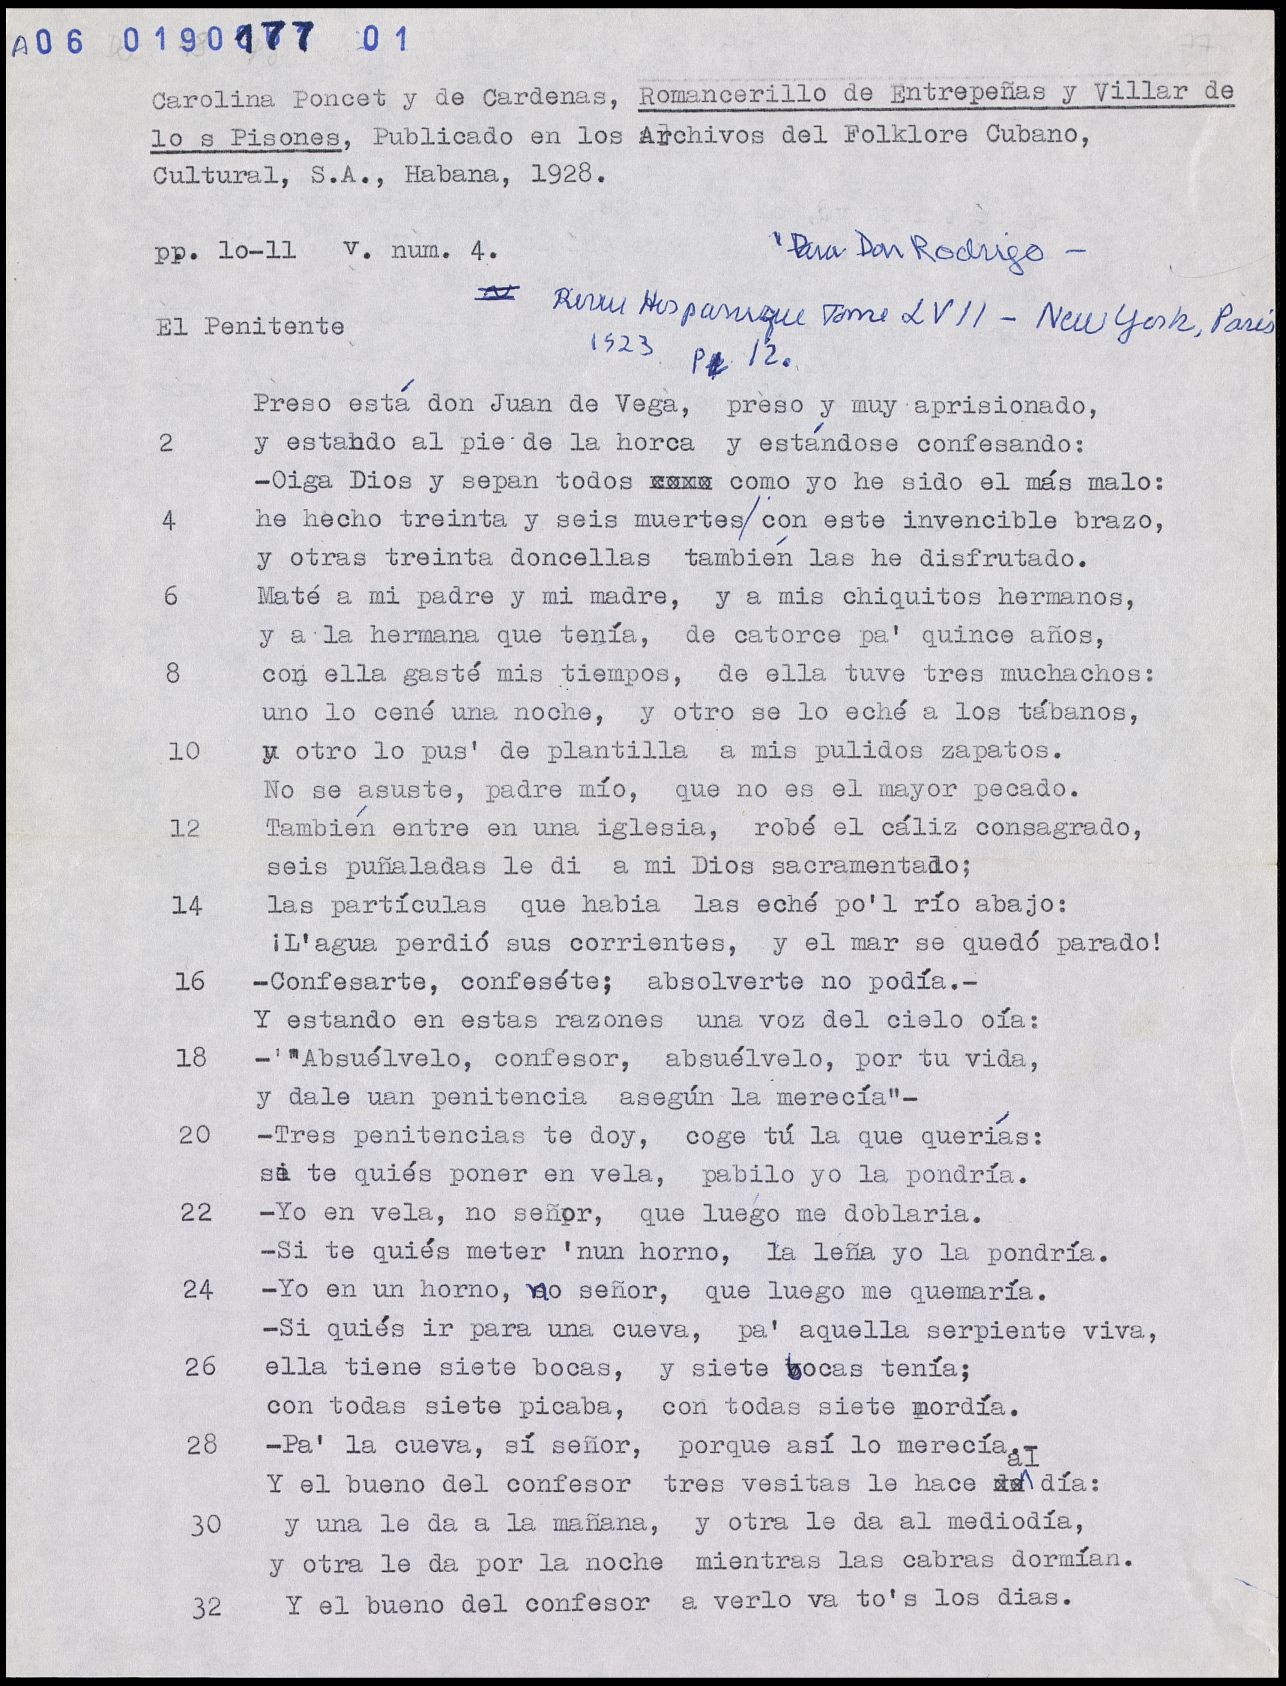 A06 0190 177 01
77
Carolina Poncet y de Cardenas, Romancerillo de Entrepeñas y Villar de
lo s Pisones, Publicado en los Archivos del Folklore Cubano,
Cultural, S.A., Habana, 1928.
pp. lo-11 v. num. 4.
"Para Don Rodrigo -
El Penitente
Revue Hispanique Tome LVII - New York, Paris
1923 P. 12.
Preso está don Juan de Vega, preso y muy aprisionado,
2 y estando al pie de la horca y estándose confesando:
-Oiga Dios y sepan todos como yo he sido el más malo:
4 he hecho treinta y seis muertes/con este invencible brazo,
y otras treinta doncellas también las he disfrutado.
6 Maté a mi padre y mi madre, y a mis chiquitos hermanos,
y a la hermana que tenía, de catorce pa' quince años,
8 con ella gasté mis tiempos, de ella tuve tres muchachos:
uno lo cené una noche, y otro se lo eché a los tábanos,
10 y otro lo pus' de plantilla a mis pulidos zapatos.
No se asuste, padre mío, que no es el mayor pecado.
12 También entre en una iglesia, robé el cáliz consagrado,
seis puñaladas le di a mi Dios sacramentado;
14 las partículas que habia las eché po'l río abajo:
¡L'agua perdió sus corrientes, y el mar se quedó parado!
16 -Confesarte, confeséte; absolverte no podía.-
Y estando en estas razones una voz del cielo oía:
18 -'"Absuélvelo, confesor, absuélvelo, por tu vida,
y dale uan penitencia asegún la merecía"-
20 -Tres penitencias te doy, coge tú la que querías:
si te quiés poner en vela, pabilo yo la pondría.
22 -Yo en vela, no señor, que luego me doblaria.
-Si te quiés meter 'nun horno, la leña yo la pondría.
24 -Yo en un horno, no señor, que luego me quemaría.
-Si quiés ir para una cueva, pa' aquella serpiente viva,
26 ella tiene siete bocas, y siete bocas tenía;
con todas siete picaba, con todas siete mordía.
28 -Pa' la cueva, sí señor, porque así lo merecía.-
Y el bueno del confesor tres vesitas le hace al día:
30 y una le da a la mañana, y otra le da al mediodía,
y otra le da por la noche mientras las cabras dormían.
32 Y el bueno del confesor a verlo va to's los dias.